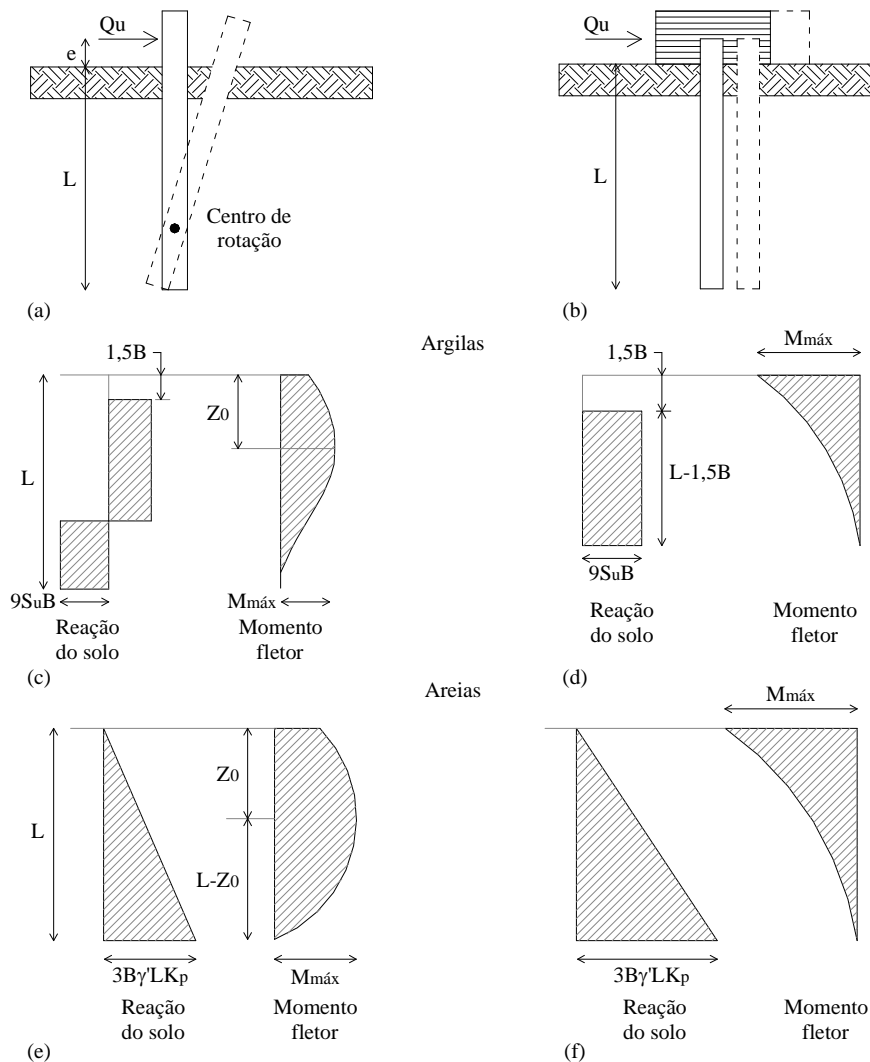 Qu
e
L
Centro de
rotação
(a)
Qu
L
(b)
Argilas
1,5B
Z0
L
9SuB
Mmáx
Reação
do solo
Momento
fletor
(c)
Mmáx
1,5B
L-1,5B
9SuB
Reação
do solo
Momento
fletor
(d)
Areias
Z0
L
L-Z0
3Bγ'LKp
Mmáx
Reação
do solo
Momento
fletor
(e)
Mmáx
3Bγ'LKp
Reação
do solo
Momento
fletor
(f)